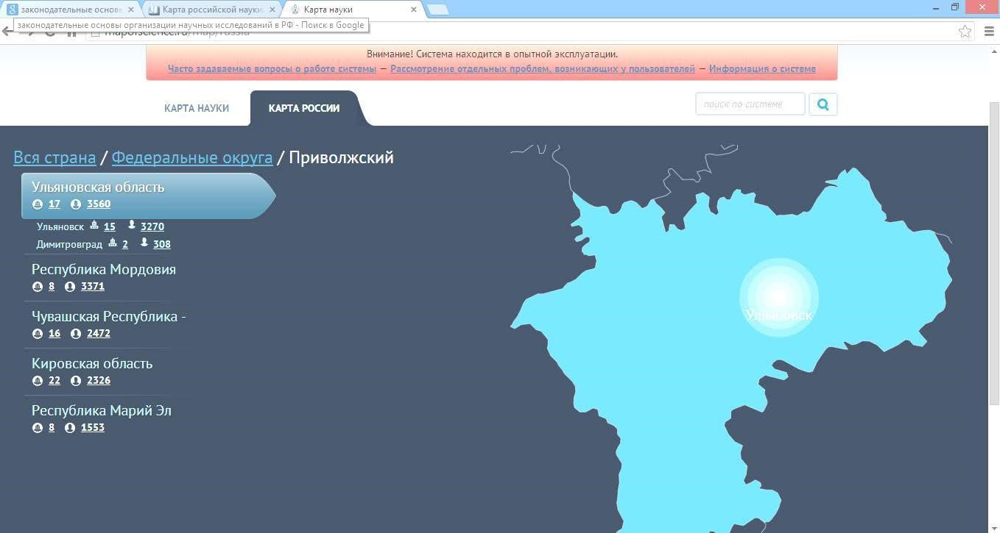 законодательные основе
Карта российской науки
Карта науки
законодательные основы организации научных исследований в РФ - Поиск в Google
mapofscience.ru/map/russia
Внимание! Система находится в опытной эксплуатации.
Часто задаваемые вопросы о работе системы — Рассмотрение отдельных проблем, возникающих у пользователей — Информация о системе
КАРТА НАУКИ
КАРТА РОССИИ
поиск по системе
Вся страна / Федеральные округа / Приволжский
Ульяновская область
17 3560
Ульяновск 15 3270
Димитровград 2 308
Республика Мордовия
8 3371
Чувашская Республика -
16 2472
Кировская область
22 2326
Республика Марий Эл
8 1553
Ульяновск